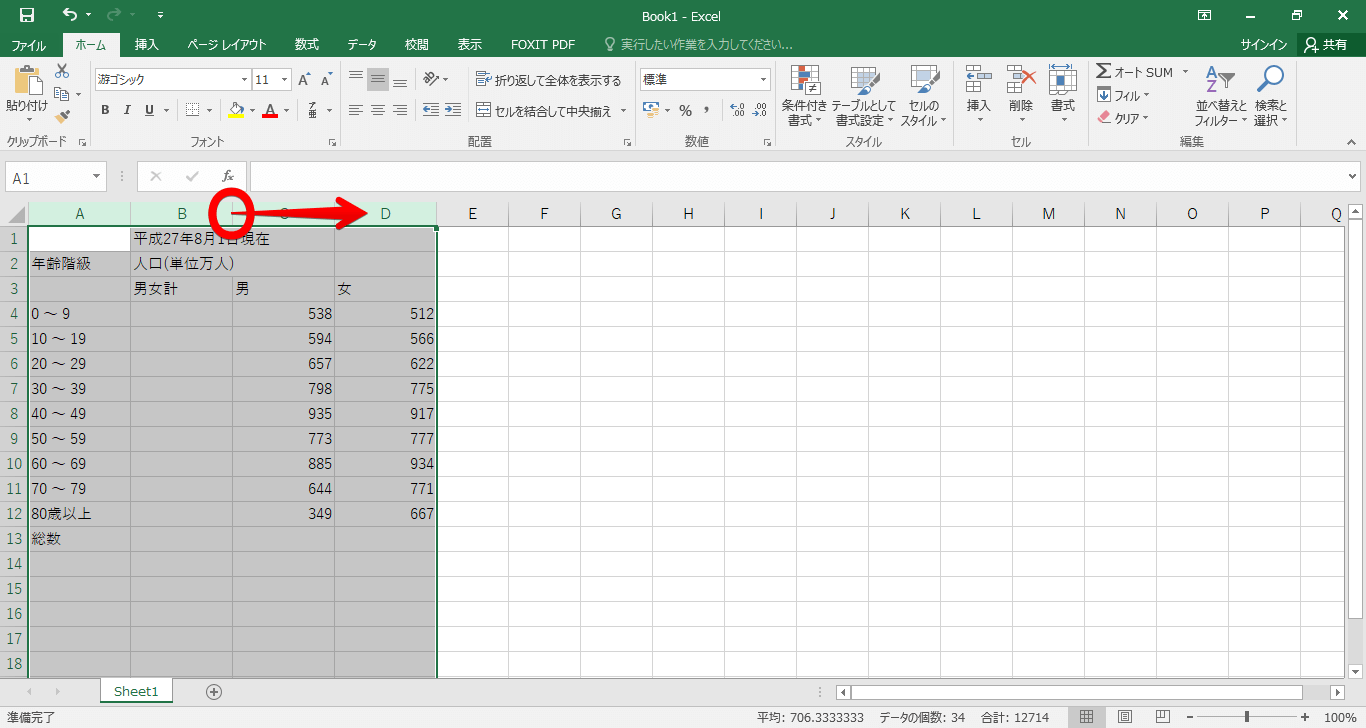 Book1 - Excel
ファイル ホーム 挿入 ページ レイアウト 数式 データ 校閲 表示 FOXIT PDF 実行したい作業を入力してください... サインイン 共有
游ゴシック 11 折り返して全体を表示する 標準 オート SUM
貼り付け B I U セルを結合して中央揃え % , 条件付き書式 テーブルとして書式設定 セルのスタイル 挿入 削除 書式 フィル クリア 並べ替えとフィルター 検索と選択
クリップボード フォント 配置 数値 スタイル セル 編集
A1 fx
A B D E F G H I J K L M N O P Q
1 平成27年8月1日現在
2 年齢階級 人口(単位万人)
3 男女計 男 女
4 0 ～ 9 538 512
5 10 ～ 19 594 566
6 20 ～ 29 657 622
7 30 ～ 39 798 775
8 40 ～ 49 935 917
9 50 ～ 59 773 777
10 60 ～ 69 885 934
11 70 ～ 79 644 771
12 80歳以上 349 667
13 総数
14
15
16
17
18
Sheet1
準備完了 平均: 706.3333333 データの個数: 34 合計: 12714 100%